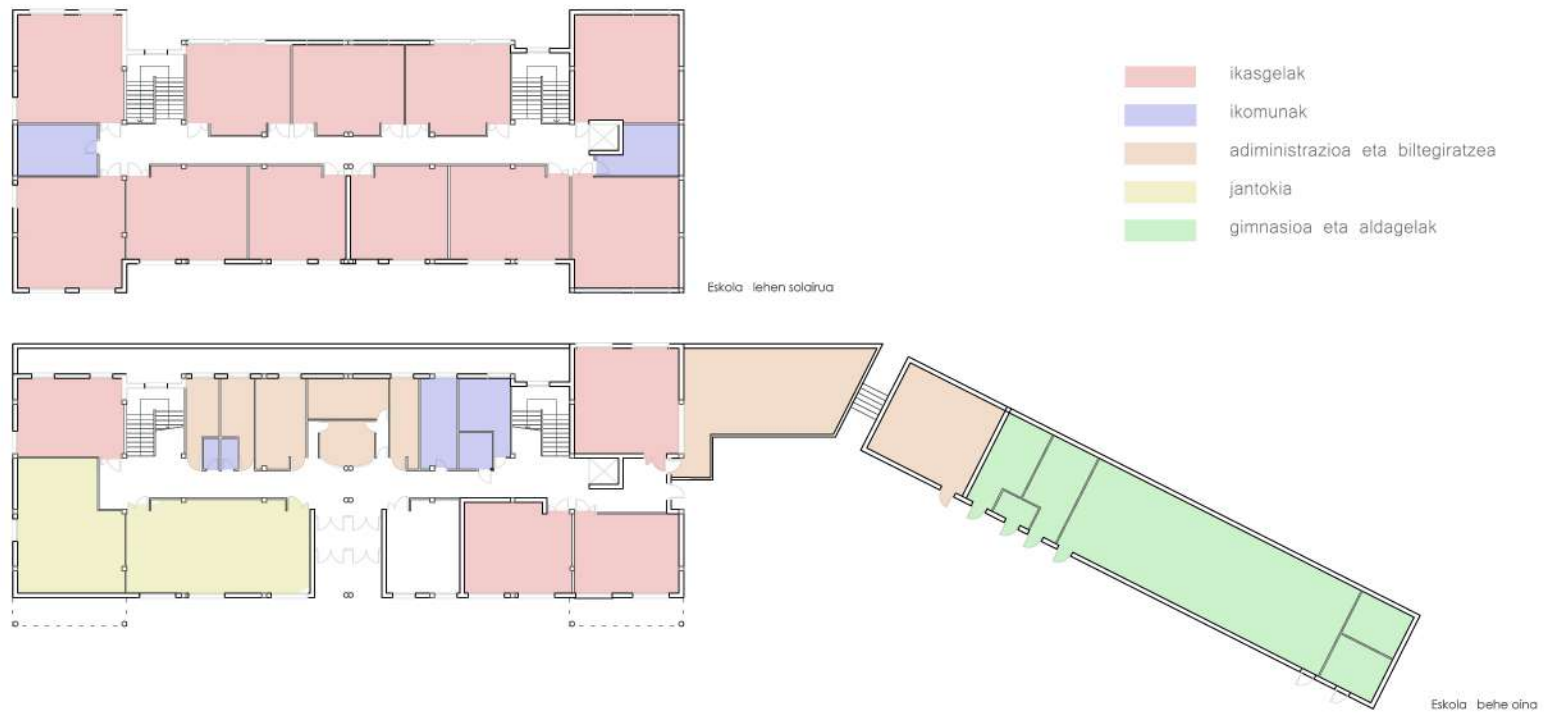 ikasgelak
ikomunak
adiministrazioa eta biltegiratzea
jantokia
gimnasioa eta aldagelak
Eskola lehen solairua
Eskola behe oina